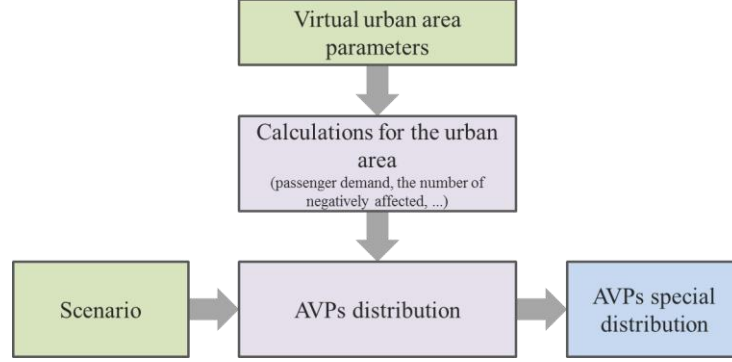 Virtual urban area
parameters
Calculations for the urban
area
(passenger demand, the number of
negatively affected, ...)
Scenario
AVPs distribution
AVPs special
distribution